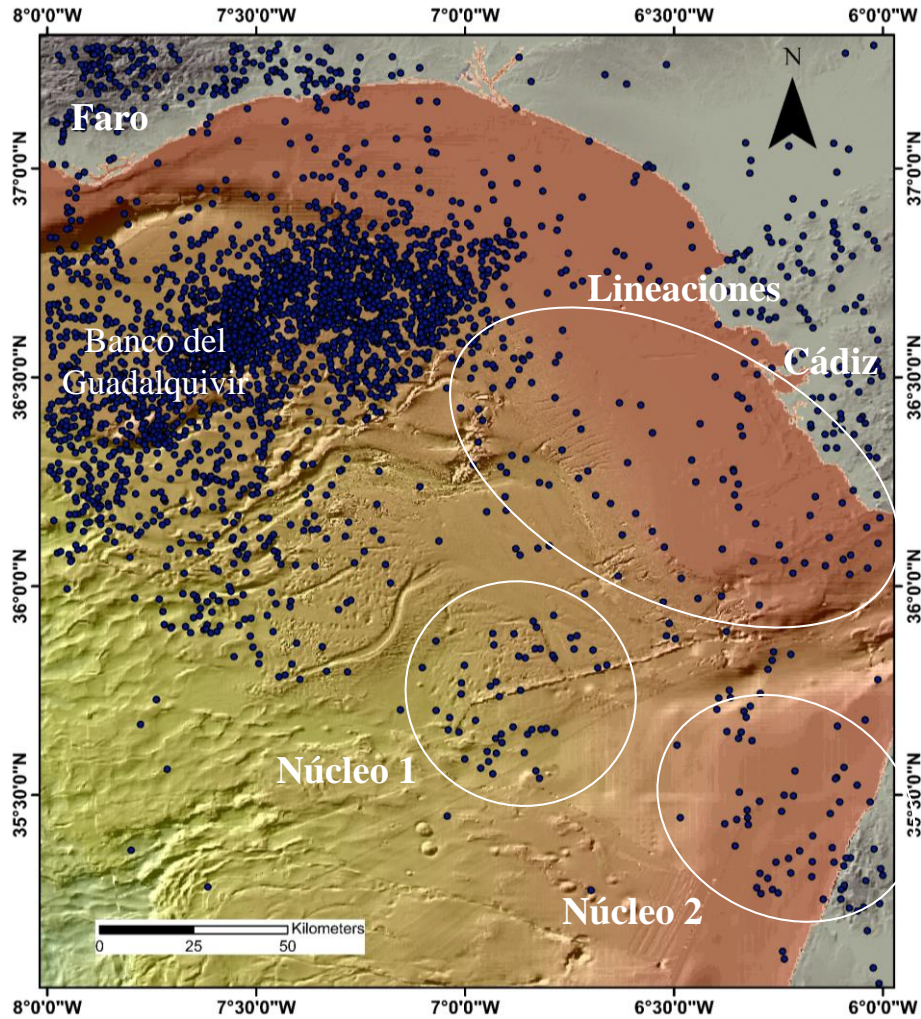 8°0'0"W
7°30'0"W
7°0'0"W
6°30'0"W
6°0'0"W
N
Faro
37°0'0"N
37°0'0"N
Lineaciones
Banco del
Guadalquivir
Cádiz
36°30'0"N
36°30'0"N
36°0'0"N
36°0'0"N
Núcleo 1
35°30'0"N
35°30'0"N
Núcleo 2
Kilometers
0
25
50
8°0'0"W
7°30'0"W
7°0'0"W
6°30'0"W
6°0'0"W